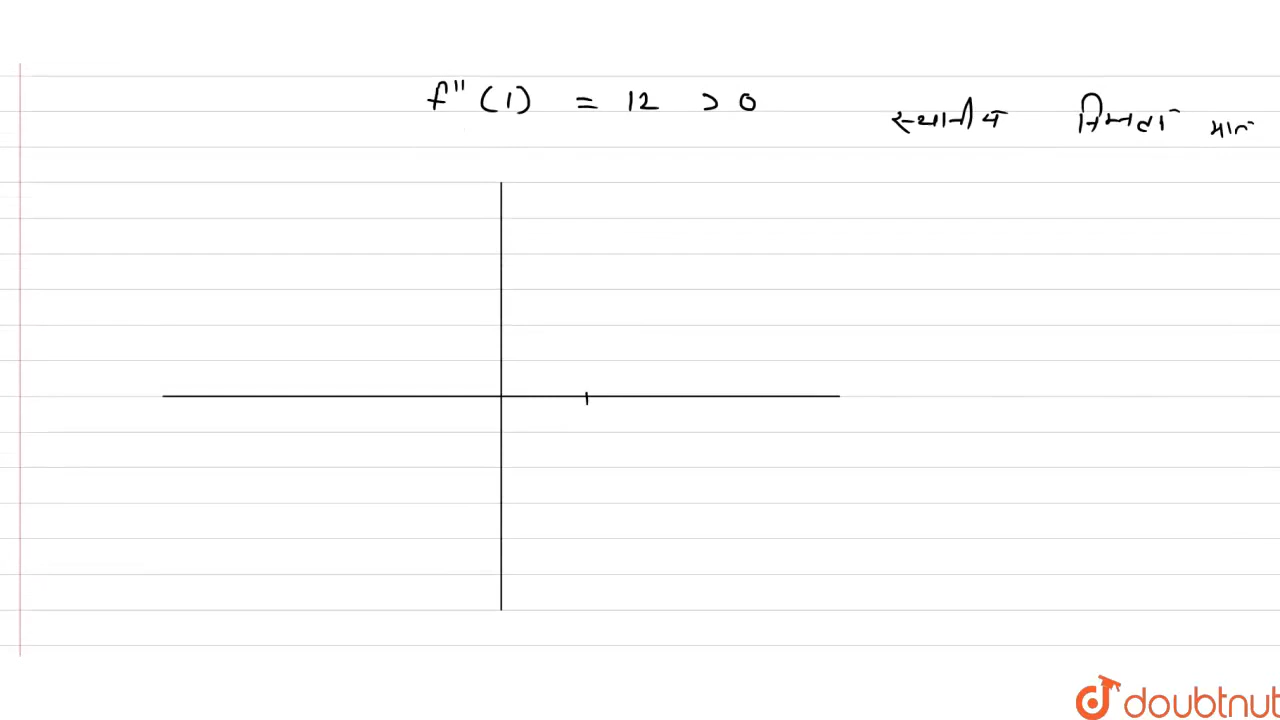 f''(1) = 12 > 0 स्थानीय निम्नतम मान
doubtnut